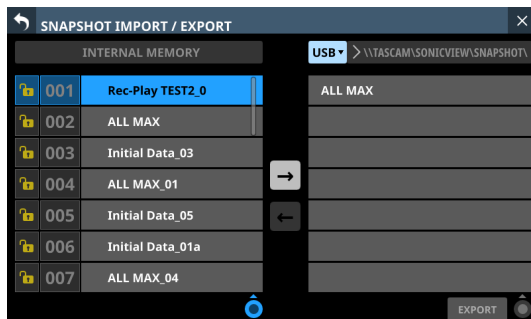 SNAPSHOT IMPORT / EXPORT
INTERNAL MEMORY
USB \\TASCAM\SONICVIEW\SNAPSHOT\
001 Rec-Play TEST2_0
002 ALL MAX
003 Initial Data_03
004 ALL MAX_01
005 Initial Data_05
006 Initial Data_01a
007 ALL MAX_04
ALL MAX
EXPORT